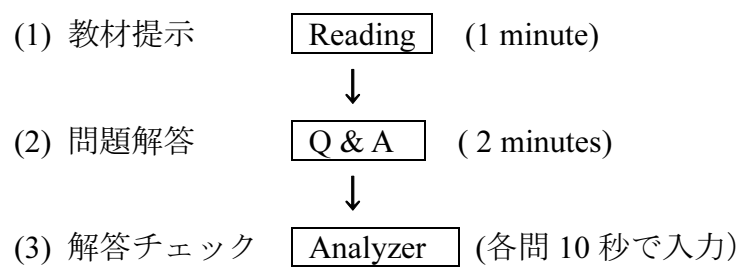 (1) 教材提示 Reading (1 minute)
↓
(2) 問題解答 Q & A ( 2 minutes)
↓
(3) 解答チェック Analyzer (各問 10 秒で入力)